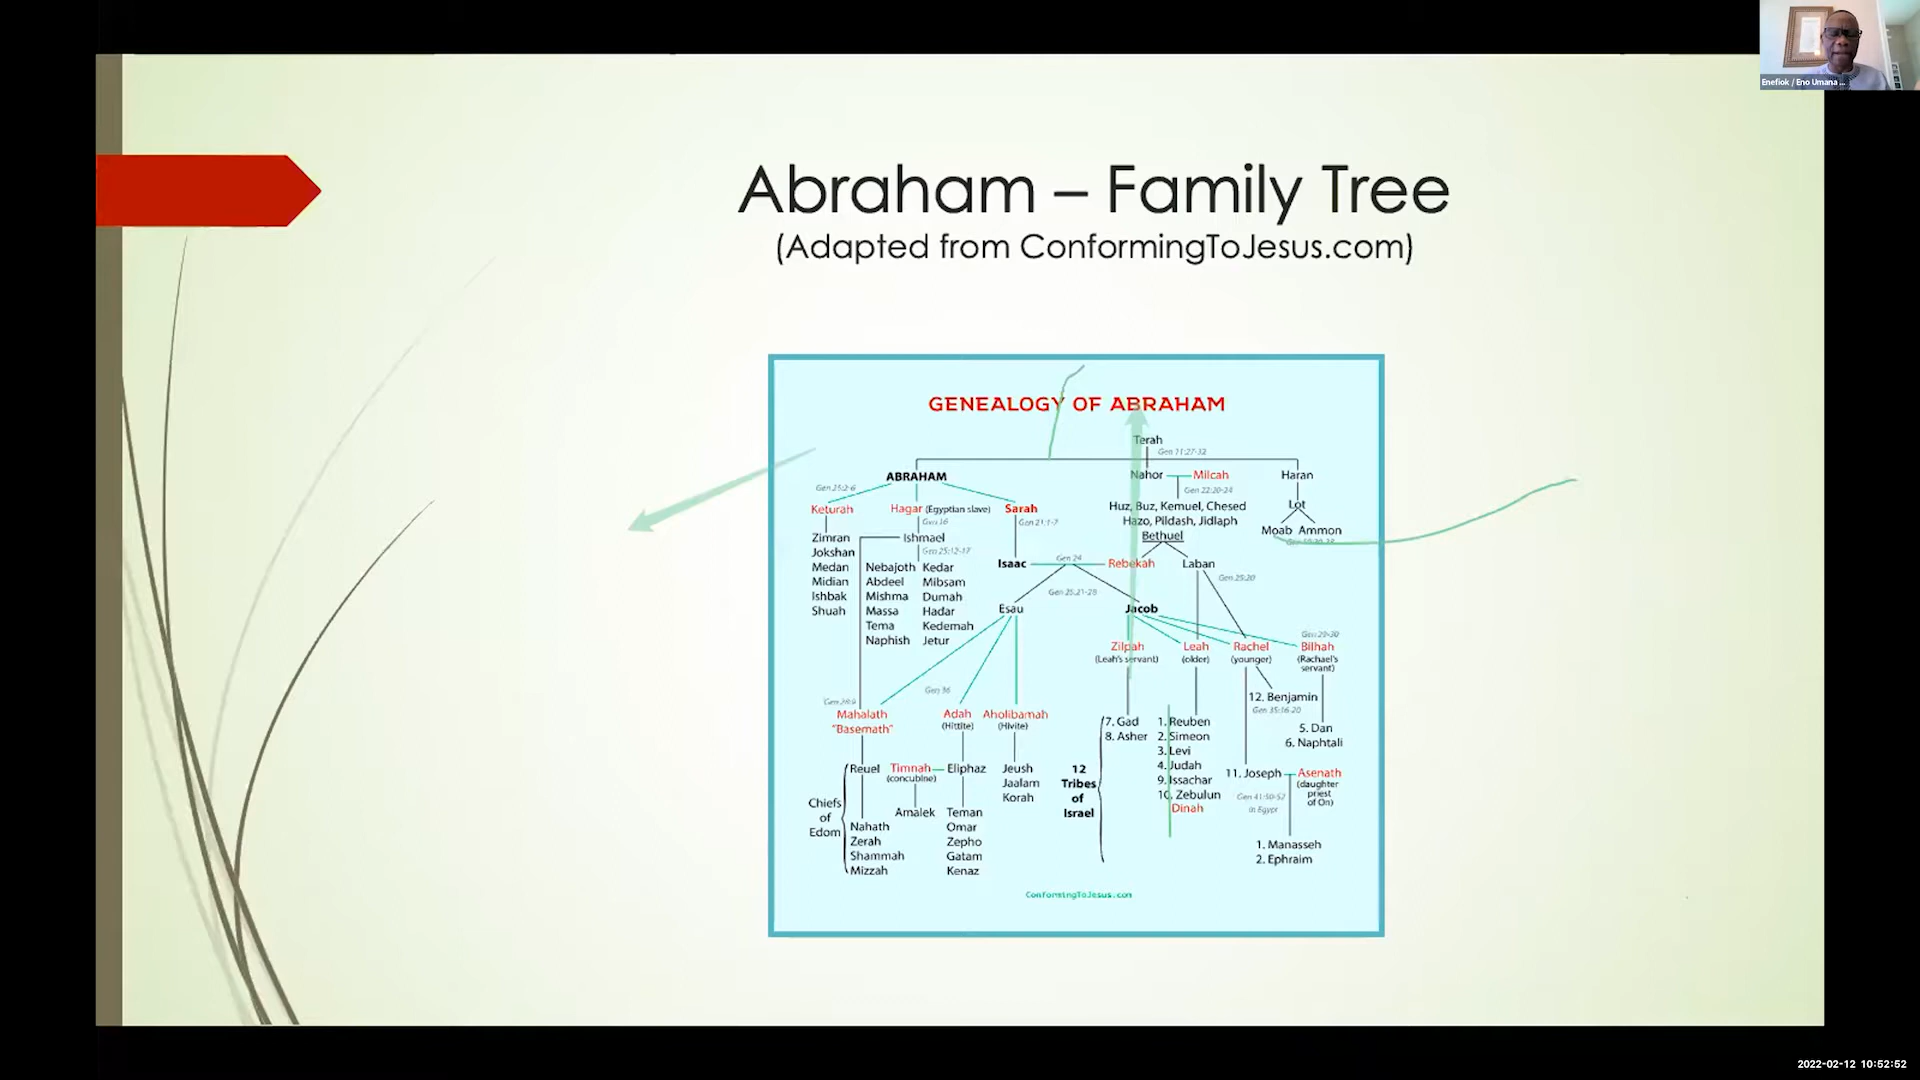 Enefiok / Eno Umana ...
Abraham – Family Tree
(Adapted from ConformingToJesus.com)
GENEALOGY OF ABRAHAM
Terah
Gen 11:27-32
ABRAHAM
Nahor
Milcah
Haran
Gen 25:2-6
Gen 22:20-24
Keturah
Hagar (Egyptian slave)
Sarah
Huz, Buz, Kemuel, Chesed
Lot
Gen 16
Gen 21:1-7
Hazo, Pildash, Jidlaph
Moab Ammon
Zimran
Ishmael
Bethuel
Jokshan
Gen 25:12-17
Gen 24
Medan
Nebajoth
Kedar
Isaac
Rebekah
Laban
Midian
Abdeel
Mibsam
Gen 25:20
Ishbak
Mishma
Dumah
Gen 25:21-28
Shuah
Massa
Hadar
Esau
Jacob
Tema
Kedemah
Naphish
Jetur
Gen 29-30
Zilpah
Leah
Rachel
Bilhah
(Leah's servant)
(older)
(younger)
(Rachael's
servant)
Gen 36
12. Benjamin
Gen 28:9
Gen 35:16-20
Mahalath
Adah
Aholibamah
7. Gad
1. Reuben
"Basemath"
(Hittite)
(Hivite)
8. Asher
2. Simeon
5. Dan
3. Levi
6. Naphtali
Reuel
Timnah
Eliphaz
Jeush
12
4. Judah
11. Joseph
Asenath
(concubine)
Jaalam
Tribes
9. Issachar
(daughter
Korah
of
10. Zebulun
priest
Chiefs
Israel
Dinah
of On)
of
Amalek
Teman
Gen 41:50-52
Edom
Nahath
Omar
in Egypt
Zerah
Zepho
1. Manasseh
Shammah
Gatam
2. Ephraim
Mizzah
Kenaz
ConformingToJesus.com
2022-02-12 10:52:52